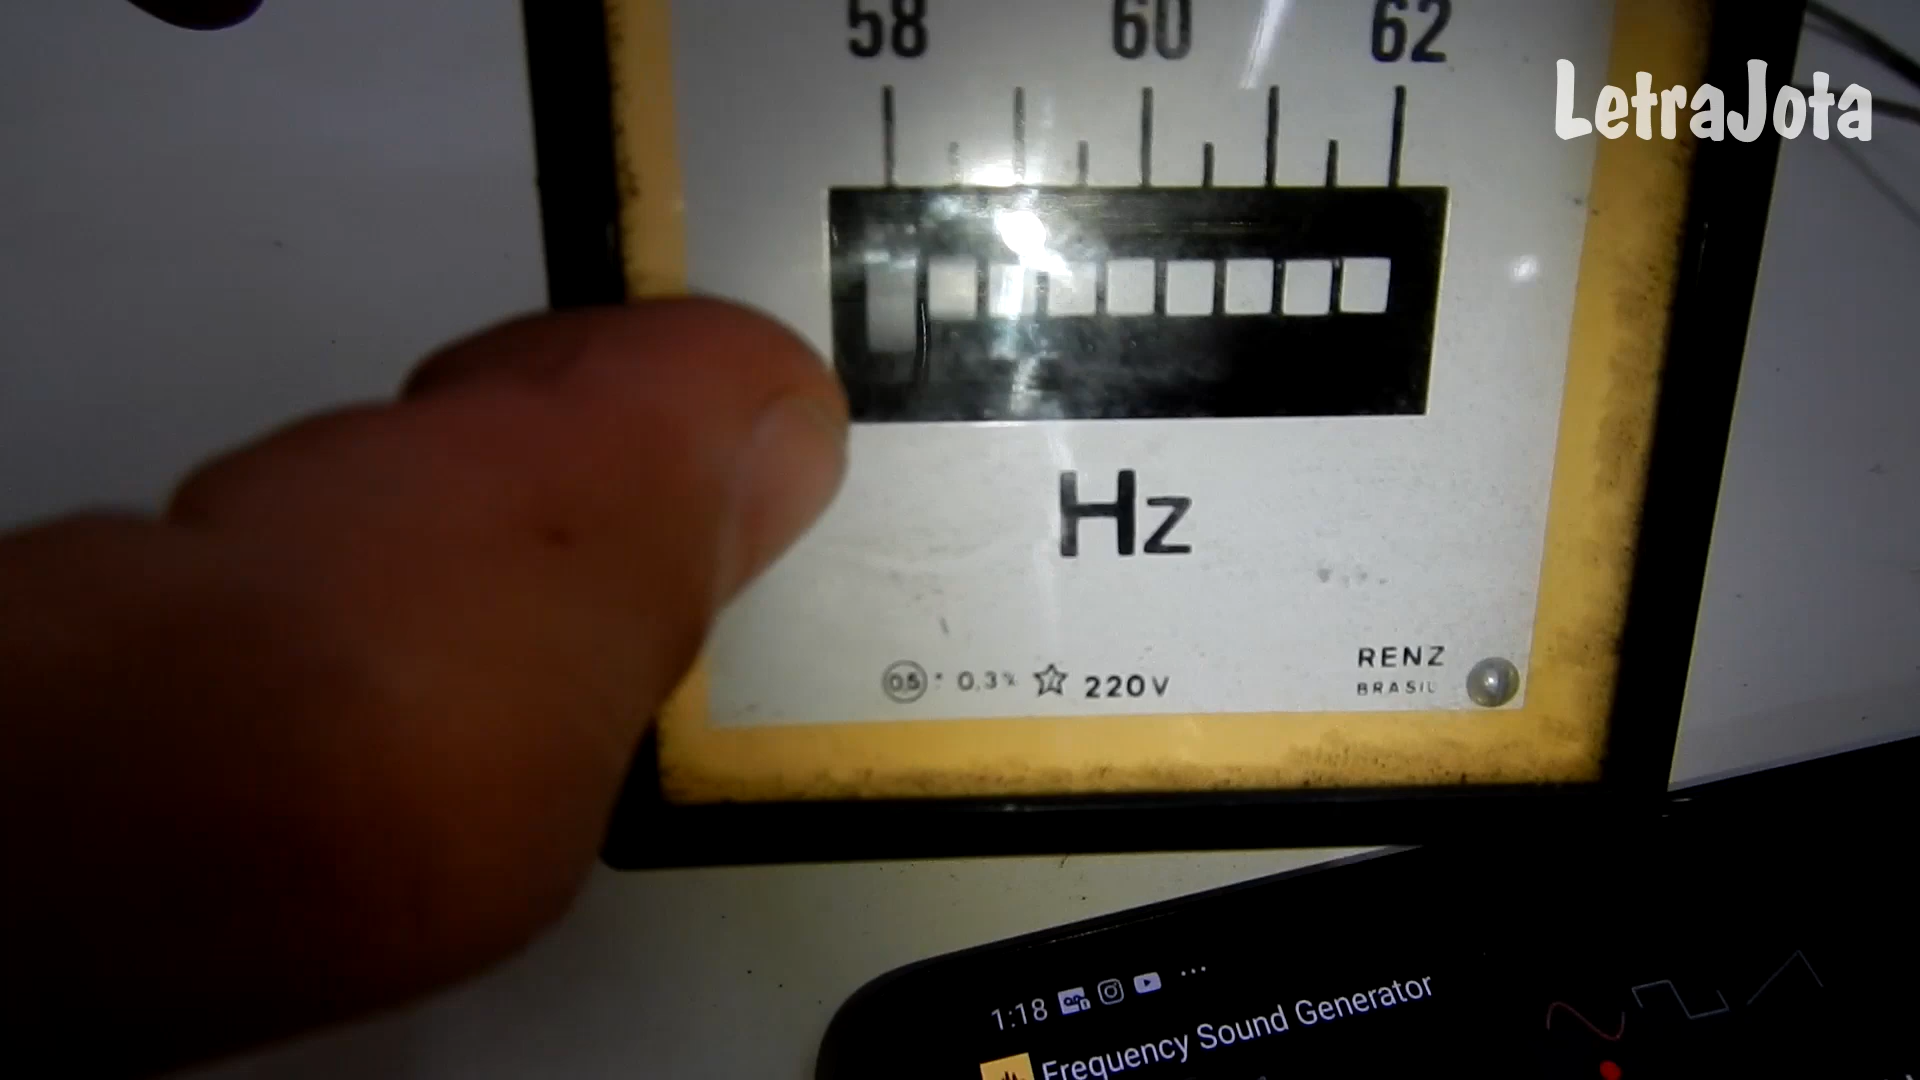 58 60 62
LetraJota
Hz
0.5 0.3% 220V
RENZ
BRASIL
1:18
Frequency Sound Generator